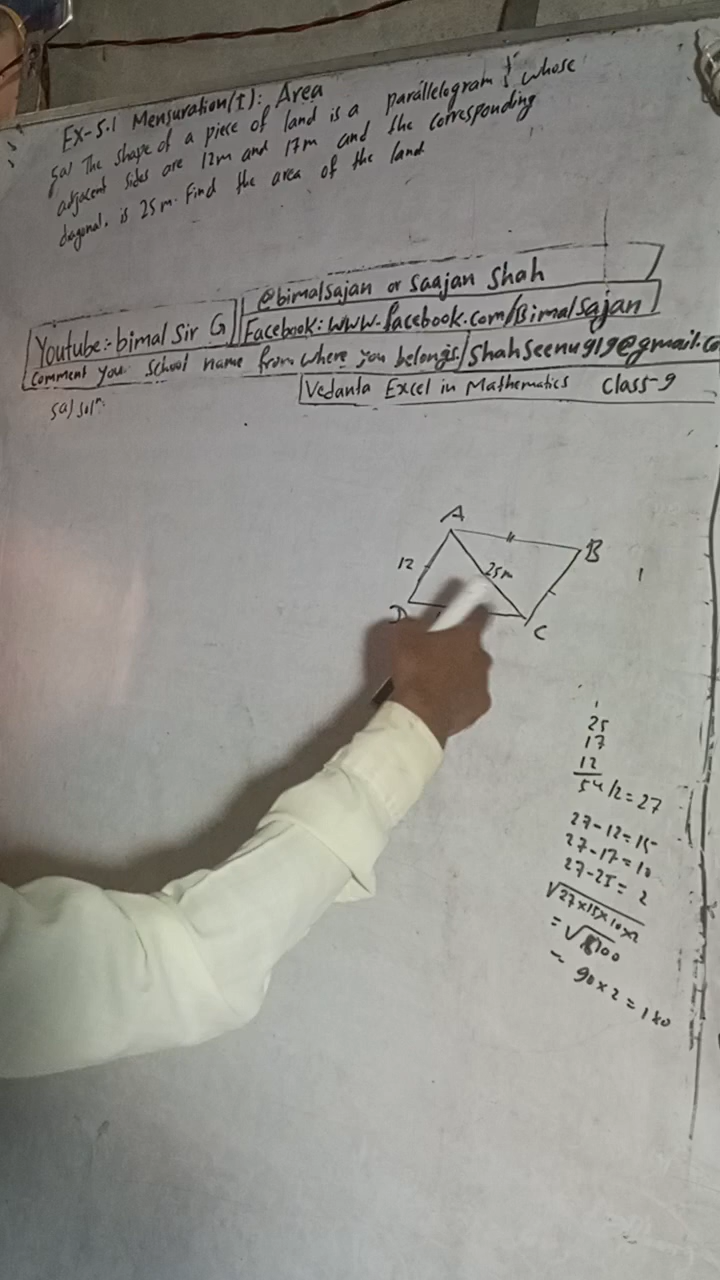 Ex-5.1 Mensuration(I): Area
5a) The shape of a piece of land is a parallelogram whose
adjacent sides are 12m and 17m and the corresponding
diagonal. is 25m. Find the area of the land
@bimalsajan or Saajan Shah
Youtube:- bimal Sir G
Facebook: www.facebook.com/Bimalsajan
Comment your school name from where you belongs./Shahseenu919@gmail.co
Vedanta Excel in Mathematics Class-9
5a) Solⁿ.
A
B
12
25m
D
C
1
25
17
12
54/2=27
27-12=15
27-17=10
27-25=2
√27×15×10×2
=√8100
= 90×2=180